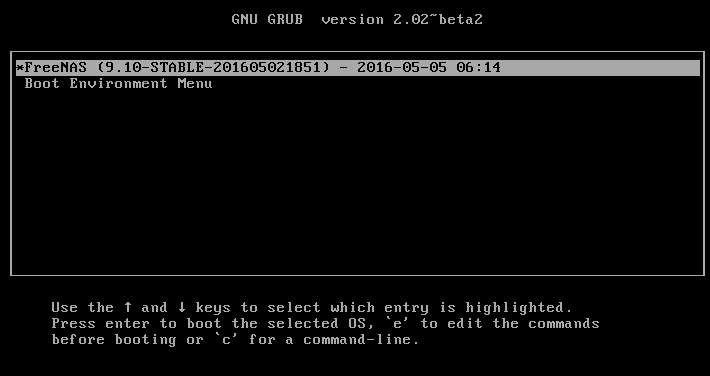 GNU GRUB  version 2.02~beta2
*FreeNAS (9.10-STABLE-201605021851) - 2016-05-05 06:14
Boot Environment Menu
Use the ↑ and ↓ keys to select which entry is highlighted.
Press enter to boot the selected OS, `e' to edit the commands
before booting or `c' for a command-line.